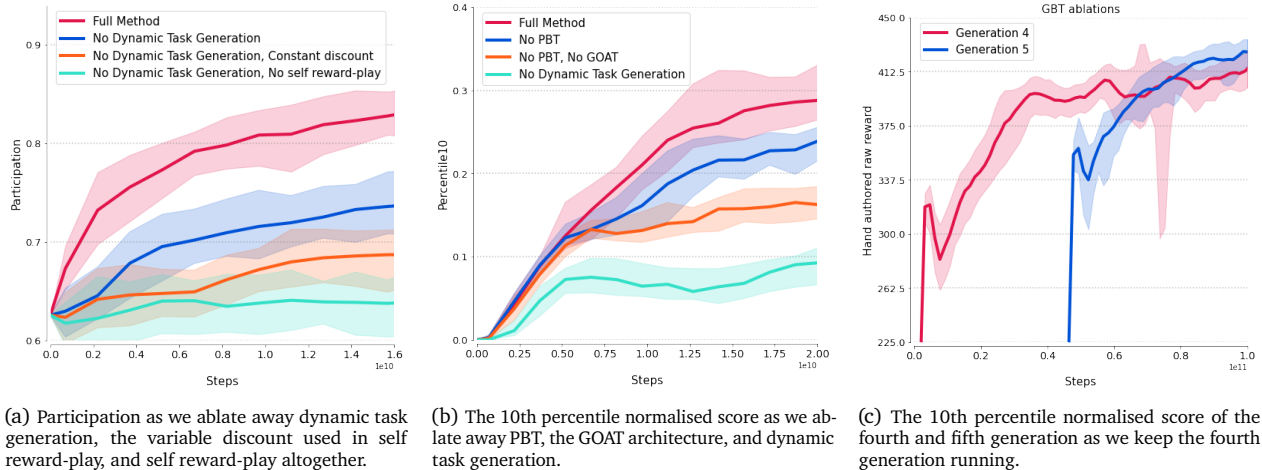 Full Method
No Dynamic Task Generation
No Dynamic Task Generation, Constant discount
No Dynamic Task Generation, No self reward-play
0.9
0.8
0.7
0.6
Participation
0.0
0.2
0.4
0.6
0.8
1.0
1.2
1.4
1.6
1e10
Steps
(a) Participation as we ablate away dynamic task
generation, the variable discount used in self
reward-play, and self reward-play altogether.
Full Method
No PBT
No PBT, No GOAT
No Dynamic Task Generation
0.4
0.3
0.2
0.1
0.0
Percentile10
0.00
0.25
0.50
0.75
1.00
1.25
1.50
1.75
2.00
1e10
Steps
(b) The 10th percentile normalised score as we ab-
late away PBT, the GOAT architecture, and dynamic
task generation.
GBT ablations
Generation 4
Generation 5
450.0
412.5
375.0
337.5
300.0
262.5
225.0
Hand authored raw reward
0.0
0.2
0.4
0.6
0.8
1.0
1e11
Steps
(c) The 10th percentile normalised score of the
fourth and fifth generation as we keep the fourth
generation running.